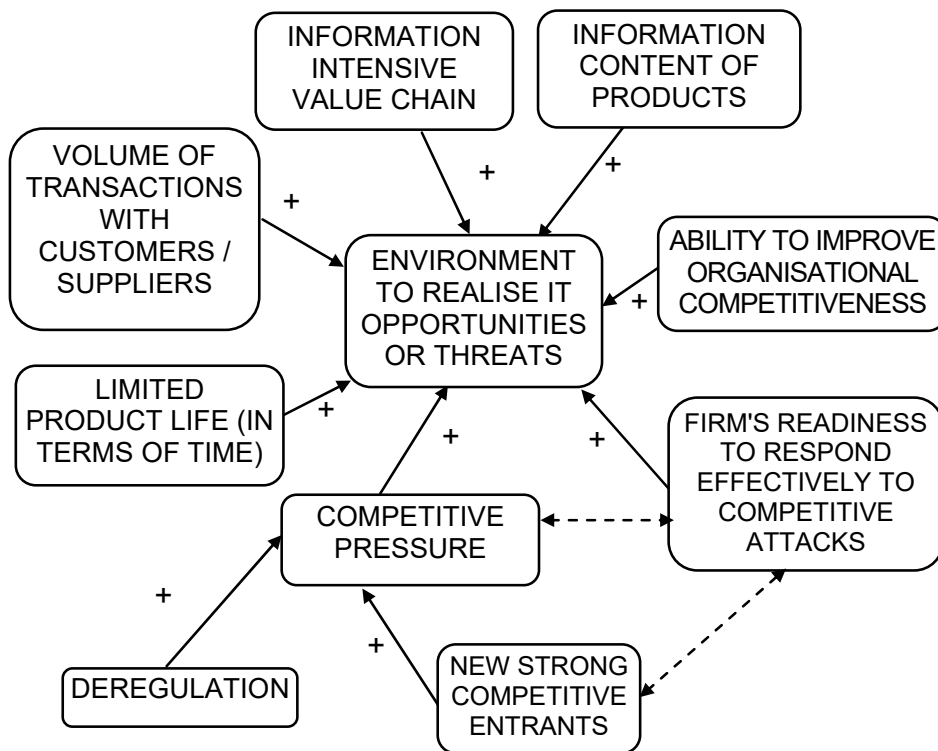 INFORMATION
INTENSIVE
VALUE CHAIN
INFORMATION
CONTENT OF
PRODUCTS
VOLUME OF
TRANSACTIONS
WITH
CUSTOMERS /
SUPPLIERS
+
+
+
ENVIRONMENT
TO REALISE IT
OPPORTUNITIES
OR THREATS
ABILITY TO IMPROVE
ORGANISATIONAL
COMPETITIVENESS
+
LIMITED
PRODUCT LIFE (IN
TERMS OF TIME)
+
+
+
FIRM'S READINESS
TO RESPOND
EFFECTIVELY TO
COMPETITIVE
ATTACKS
COMPETITIVE
PRESSURE
+
+
DEREGULATION
NEW STRONG
COMPETITIVE
ENTRANTS